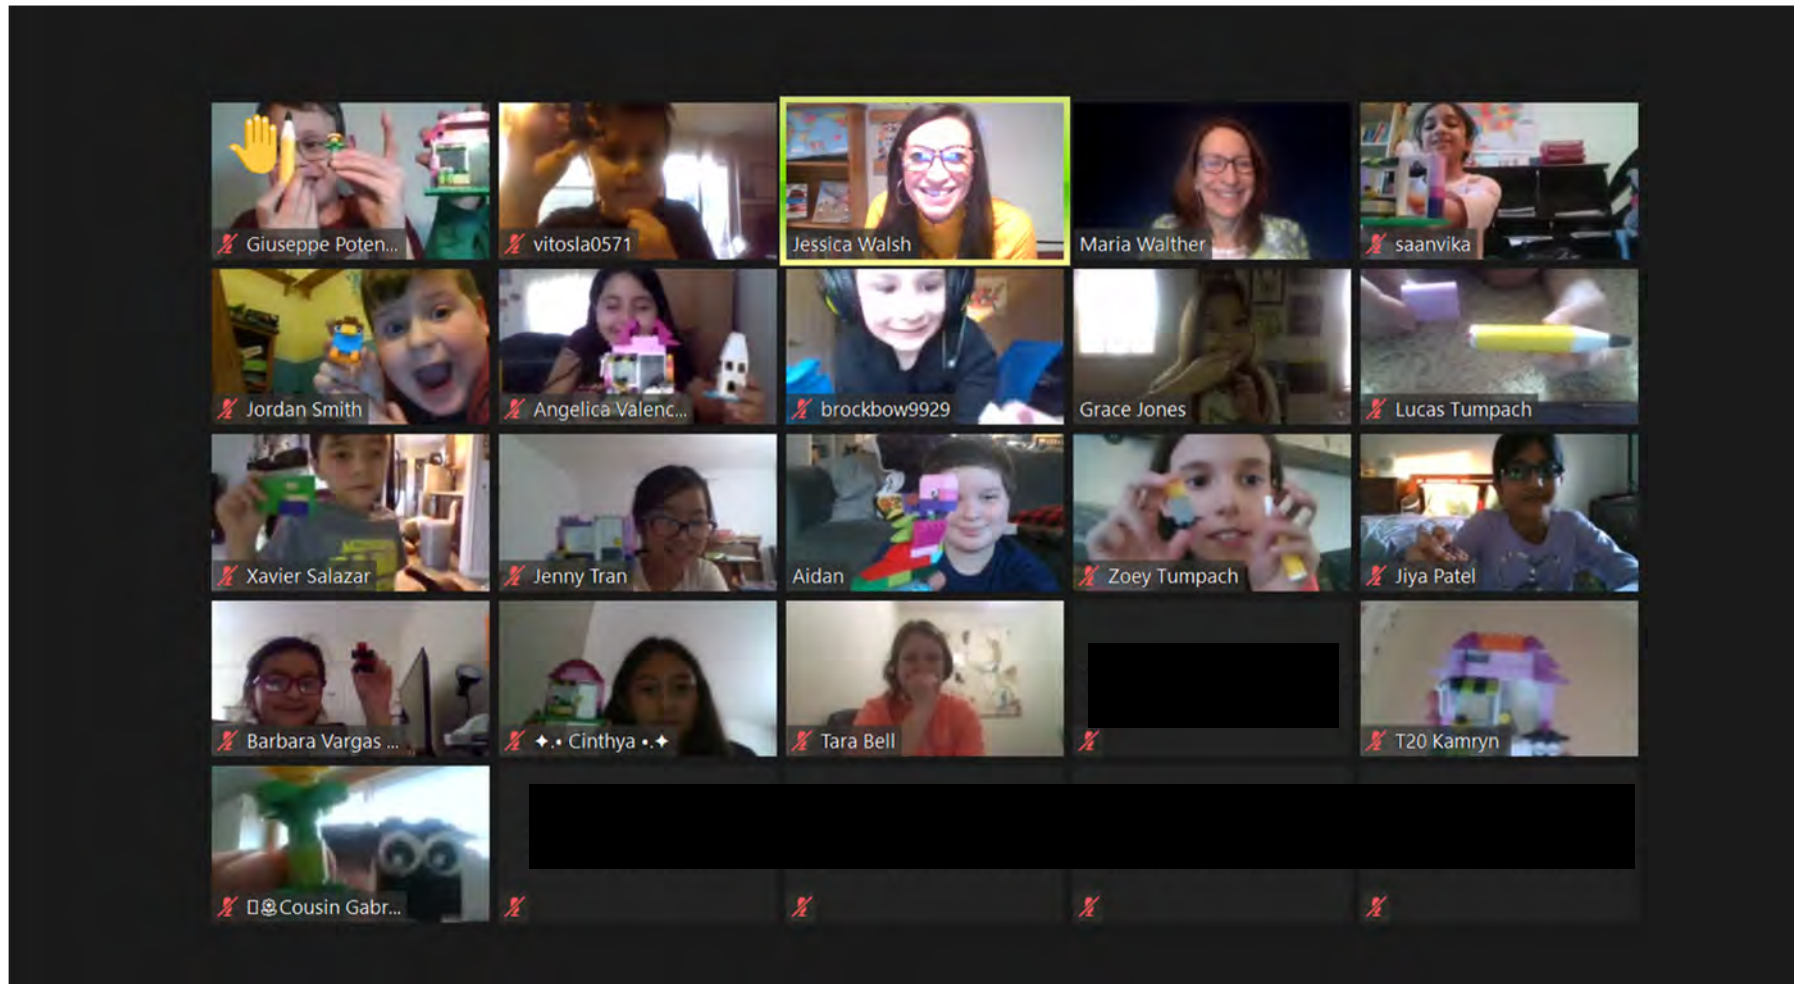 Giuseppe Poten...
vitosla0571
Jessica Walsh
Maria Walther
saanvika
Jordan Smith
Angelica Valenc...
brockbow9929
Grace Jones
Lucas Tumpach
Xavier Salazar
Jenny Tran
Aidan
Zoey Tumpach
Jiya Patel
Barbara Vargas ...
✦.• Cinthya •.✦
Tara Bell
T20 Kamryn
Cousin Gabr...